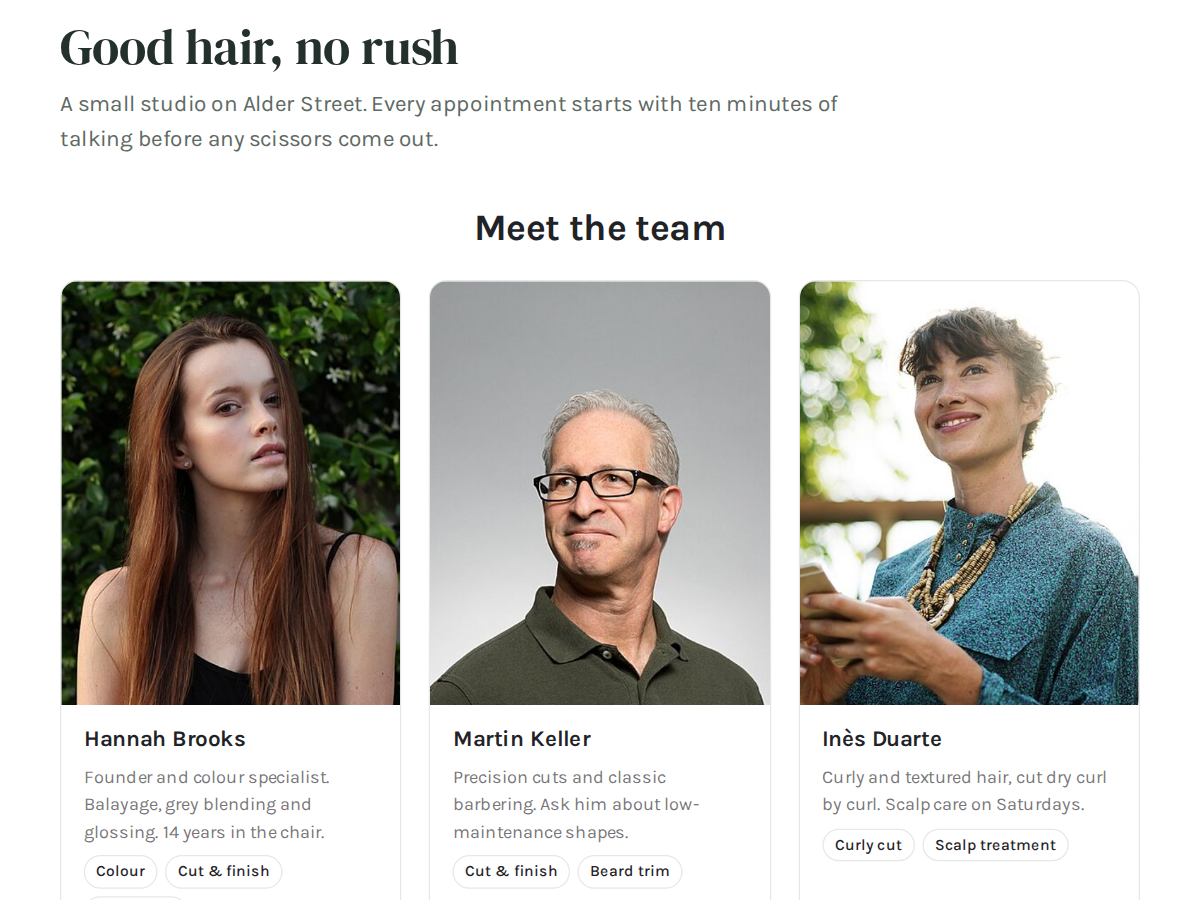 Good hair, no rush
A small studio on Alder Street. Every appointment starts with ten minutes of
talking before any scissors come out.
Meet the team
Hannah Brooks
Founder and colour specialist.
Balayage, grey blending and
glossing. 14 years in the chair.
Colour
Cut & finish
Martin Keller
Precision cuts and classic
barbering. Ask him about low-
maintenance shapes.
Cut & finish
Beard trim
Inès Duarte
Curly and textured hair, cut dry curl
by curl. Scalp care on Saturdays.
Curly cut
Scalp treatment